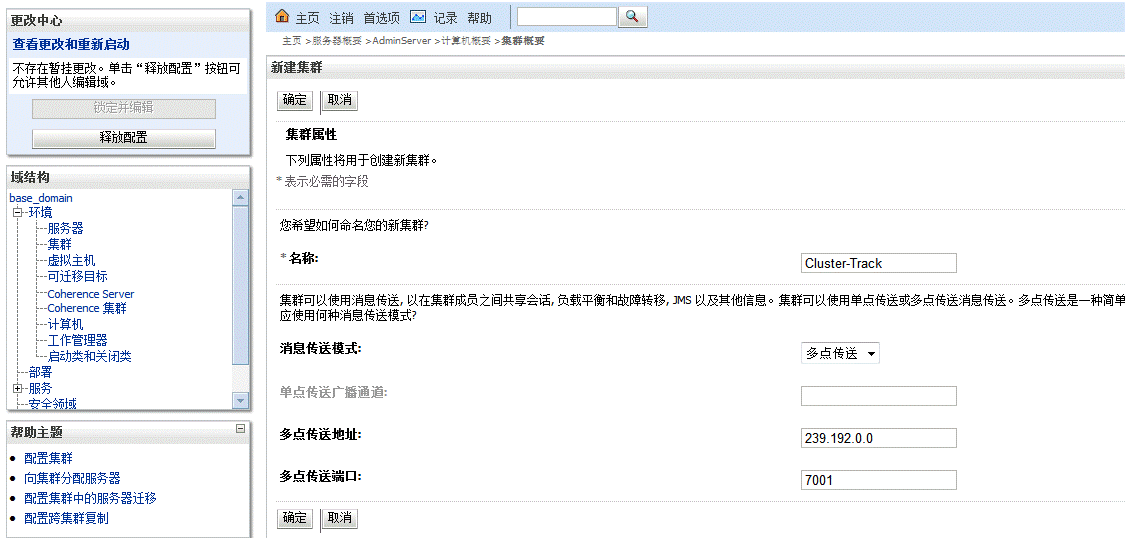 更改中心
查看更改和重新启动
不存在暂挂更改。单击“释放配置”按钮可
允许其他人编辑域。
锁定并编辑
释放配置
域结构
base_domain
环境
服务器
集群
虚拟主机
可迁移目标
Coherence Server
Coherence 集群
计算机
工作管理器
启动类和关闭类
部署
服务
安全领域
帮助主题
配置集群
向集群分配服务器
配置集群中的服务器迁移
配置跨集群复制
主页 注销 首选项 记录 帮助
主页 >服务器概要 >AdminServer >计算机概要 >集群概要
新建集群
确定 取消
集群属性
下列属性将用于创建新集群。
* 表示必需的字段
您希望如何命名您的新集群?
* 名称: Cluster-Track
集群可以使用消息传送, 以在集群成员之间共享会话, 负载平衡和故障转移, JMS 以及其他信息。集群可以使用单点传送或多点传送消息传送。多点传送是一种简单
应使用何种消息传送模式?
消息传送模式: 多点传送
单点传送广播通道:
多点传送地址: 239.192.0.0
多点传送端口: 7001
确定 取消